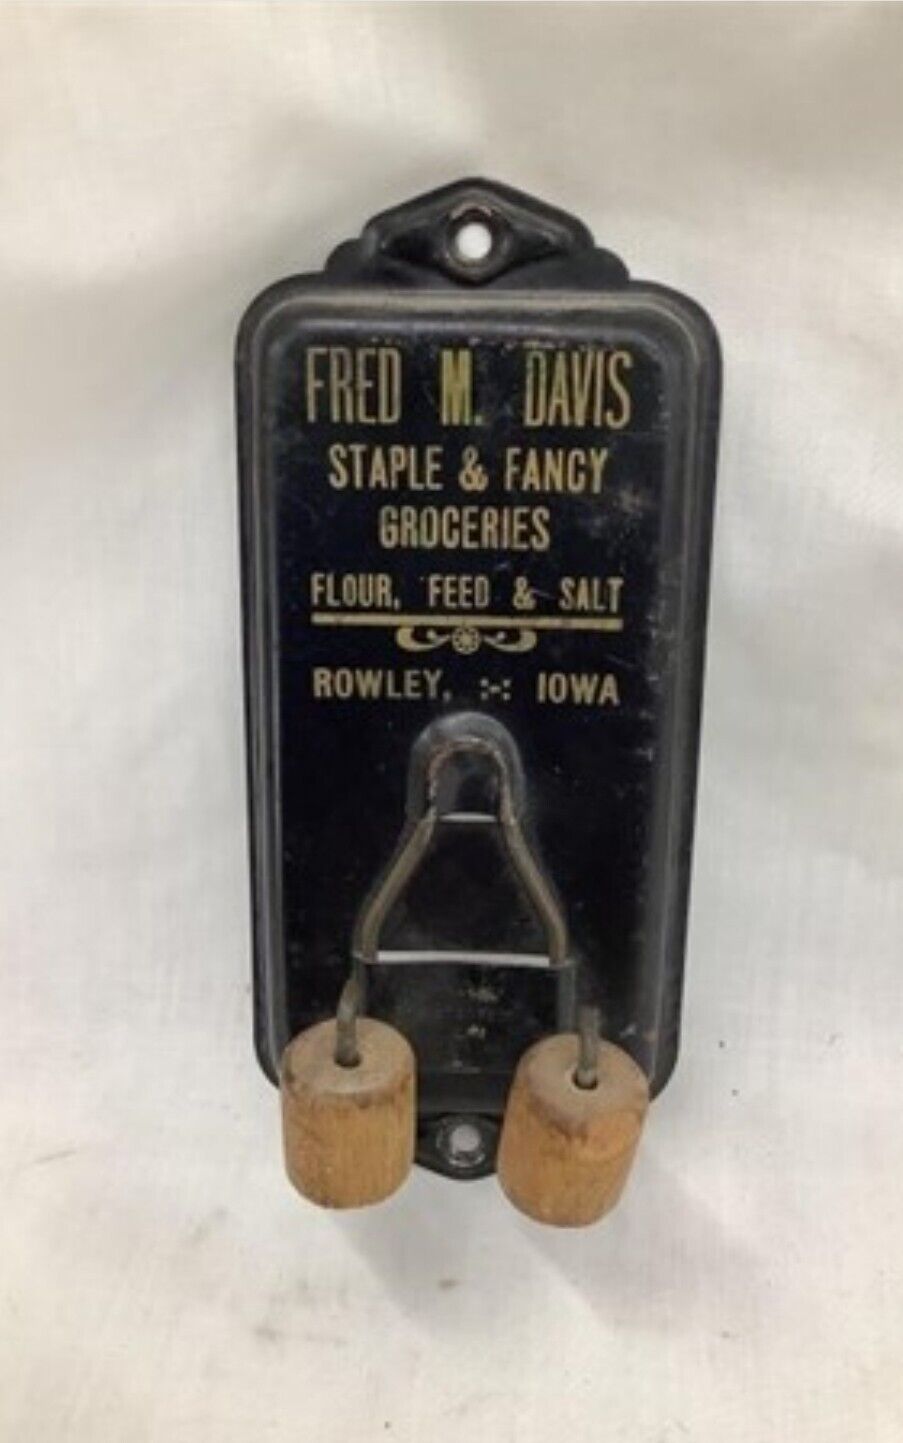 FRED M. DAVIS
STAPLE & FANCY
GROCERIES
FLOUR, FEED & SALT
ROWLEY, :-: IOWA